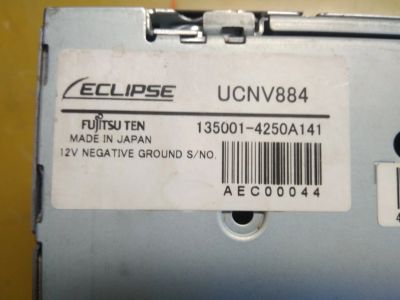 ECLIPSE UCNV884
FUJITSU TEN 135001-4250A141
MADE IN JAPAN
12V NEGATIVE GROUND S/NO.
AEC00044